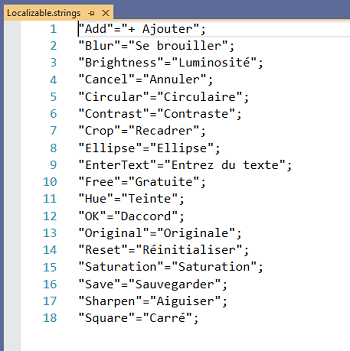 Localizable.strings
1 "Add"="+ Ajouter";
2 "Blur"="Se brouiller";
3 "Brightness"="Luminosité";
4 "Cancel"="Annuler";
5 "Circular"="Circulaire";
6 "Contrast"="Contraste";
7 "Crop"="Recadrer";
8 "Ellipse"="Ellipse";
9 "EnterText"="Entrez du texte";
10 "Free"="Gratuite";
11 "Hue"="Teinte";
12 "OK"="Daccord";
13 "Original"="Originale";
14 "Reset"="Réinitialiser";
15 "Saturation"="Saturation";
16 "Save"="Sauvegarder";
17 "Sharpen"="Aiguiser";
18 "Square"="Carré";